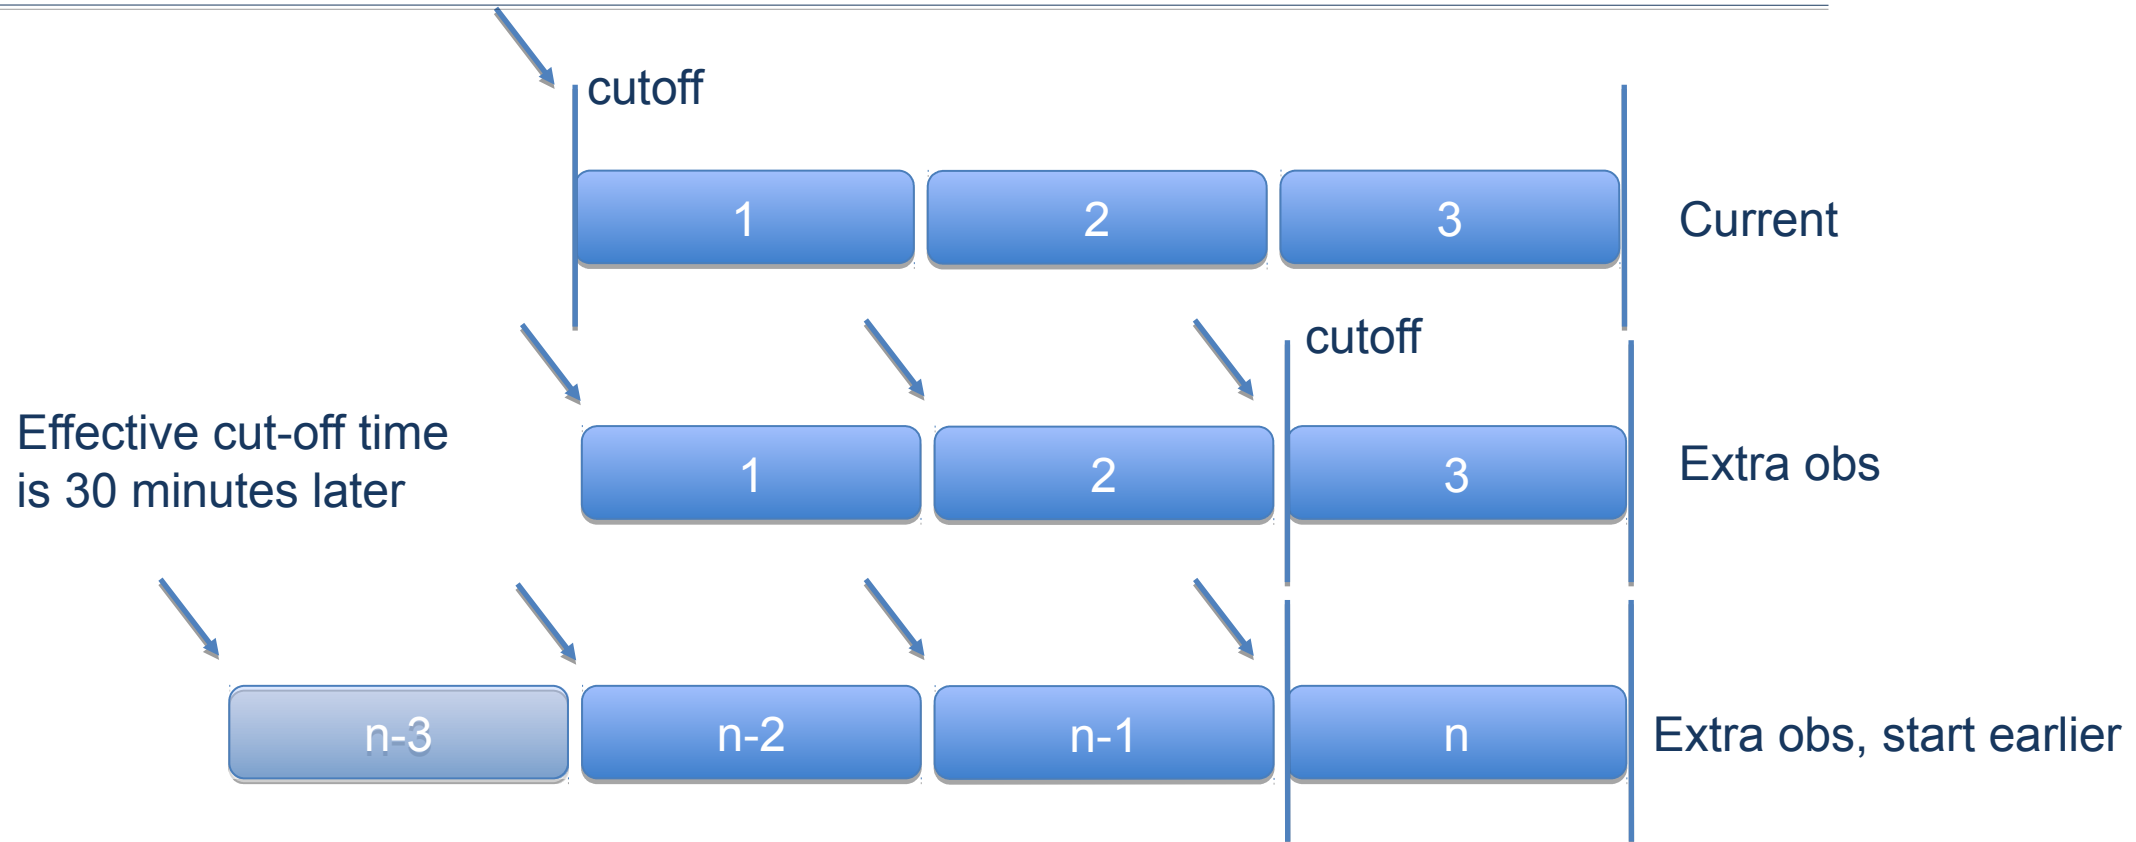 cutoff
1
2
3
Current
cutoff
Effective cut-off time
is 30 minutes later
1
2
3
Extra obs
n-3
n-2
n-1
n
Extra obs, start earlier